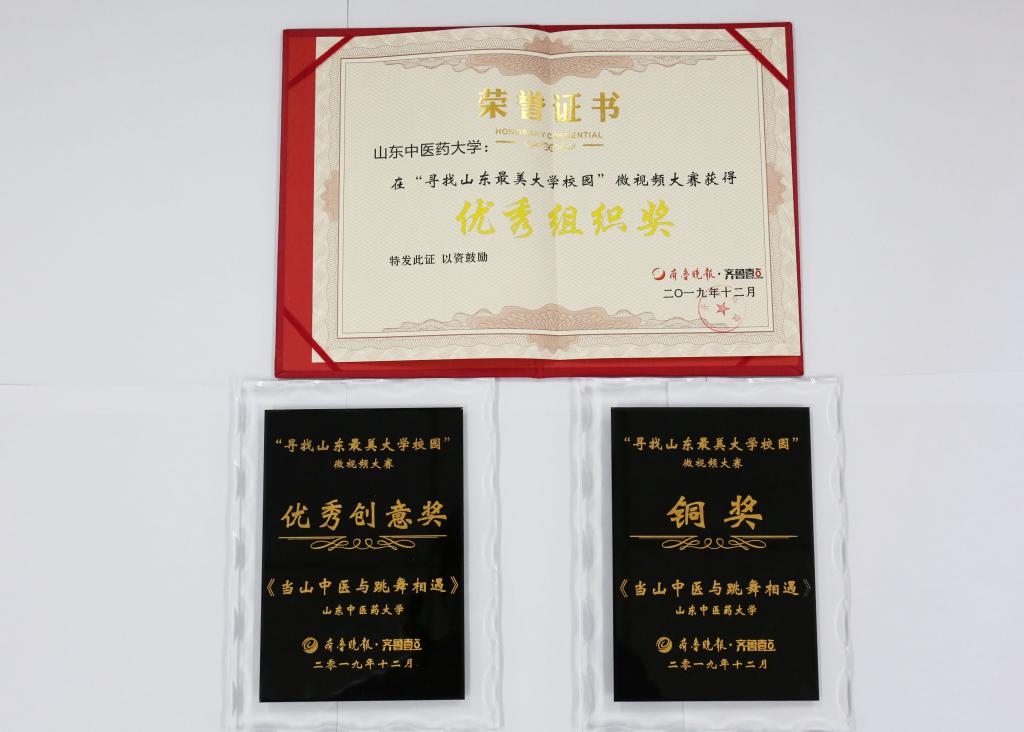 荣誉证书
HONORARY CREDENTIAL
山东中医药大学：
在“寻找山东最美大学校园”微视频大赛获得
优秀组织奖
特发此证 以资鼓励
齐鲁晚报·齐鲁壹点
二〇一九年十二月
“寻找山东最美大学校园”
微视频大赛
优秀创意奖
《当山中医与跳舞相遇》
山东中医药大学
齐鲁晚报·齐鲁壹点
二零一九年十二月
“寻找山东最美大学校园”
微视频大赛
铜奖
《当山中医与跳舞相遇》
山东中医药大学
齐鲁晚报·齐鲁壹点
二零一九年十二月